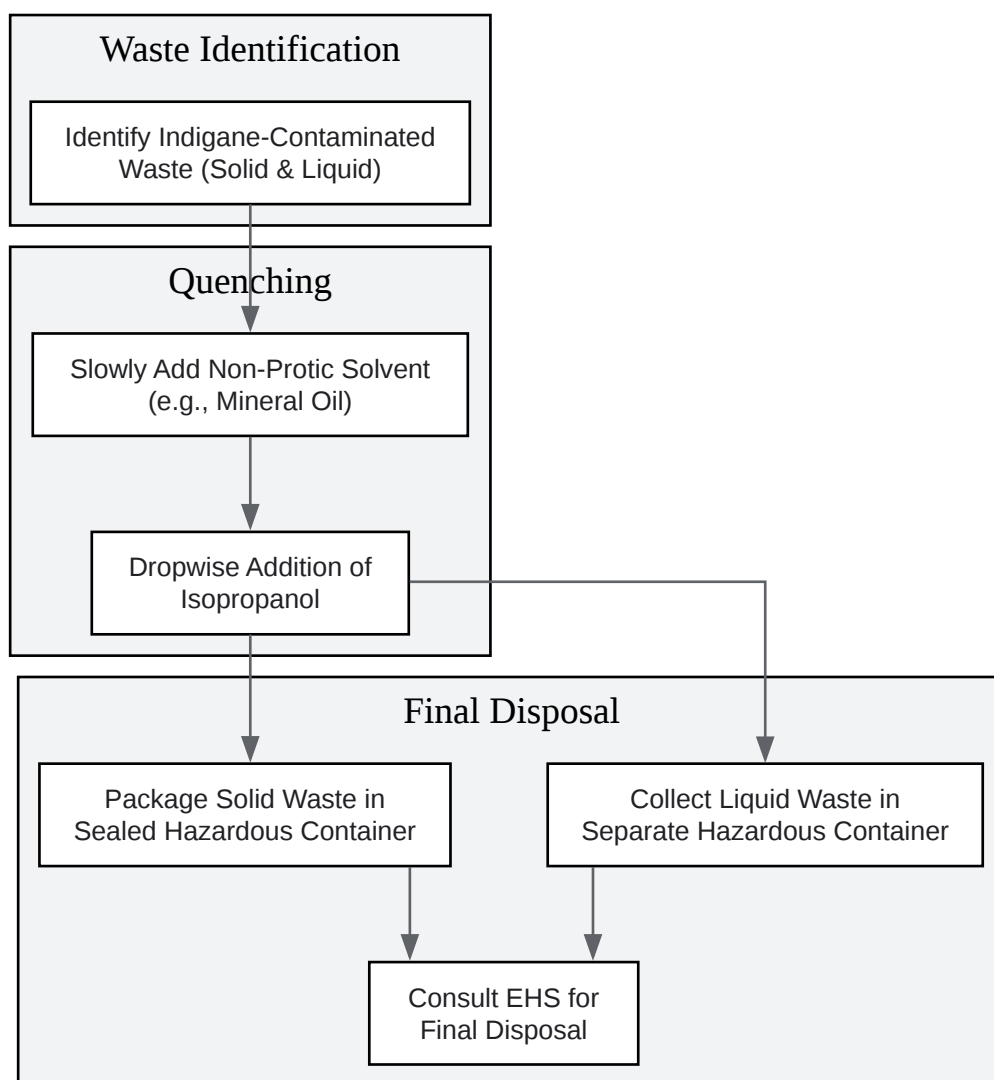 Waste Identification
Identify Indigane-Contaminated
Waste (Solid & Liquid)
Quenching
Slowly Add Non-Protic Solvent
(e.g., Mineral Oil)
Dropwise Addition of
Isopropanol
Final Disposal
Package Solid Waste in
Sealed Hazardous Container
Collect Liquid Waste in
Separate Hazardous Container
Consult EHS for
Final Disposal